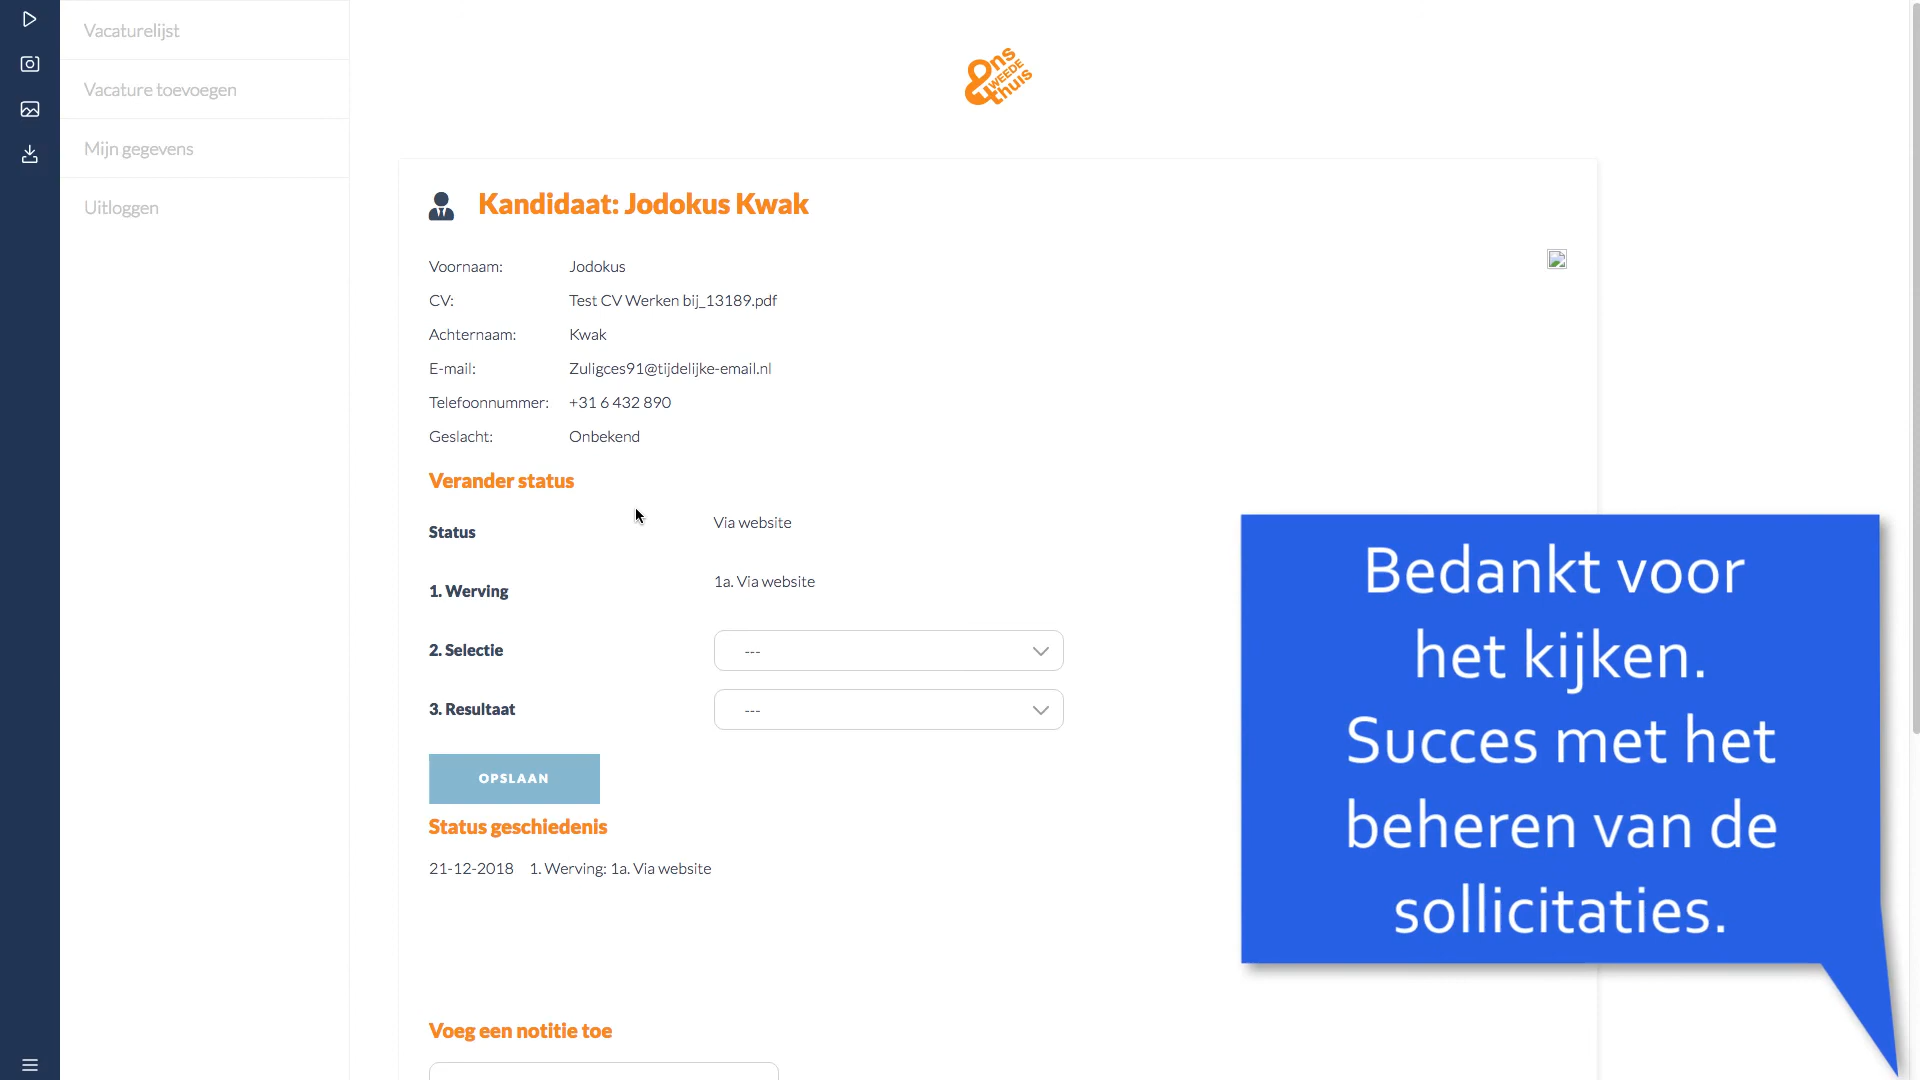 Vacaturelijst
Vacature toevoegen
Mijn gegevens
Uitloggen
&ns
tWEEDE
thuis
Kandidaat: Jodokus Kwak
Voornaam: Jodokus
CV: Test CV Werken bij_13189.pdf
Achternaam: Kwak
E-mail: Zuligces91@tijdelijke-email.nl
Telefoonnummer: +31 6 432 890
Geslacht: Onbekend
Verander status
Status Via website
1. Werving 1a. Via website
2. Selectie ---
3. Resultaat ---
OPSLAAN
Status geschiedenis
21-12-2018 1. Werving: 1a. Via website
Voeg een notitie toe
Bedankt voor
het kijken.
Succes met het
beheren van de
sollicitaties.